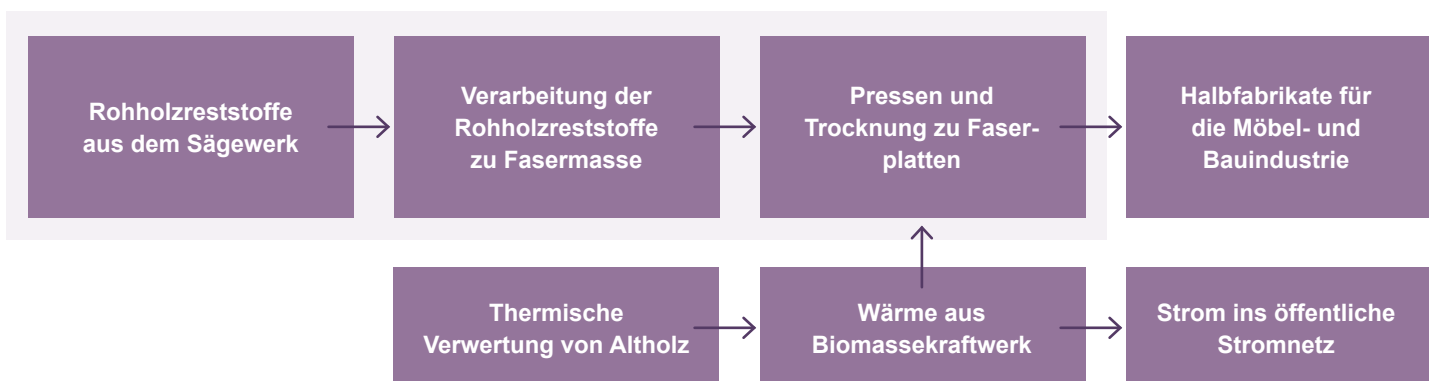 Rohholzreststoffe
aus dem Sägewerk
Verarbeitung der
Rohholzreststoffe
zu Fasermasse
Pressen und
Trocknung zu Faser-
platten
Halbfabrikate für
die Möbel- und
Bauindustrie
Thermische
Verwertung von Altholz
Wärme aus
Biomassekraftwerk
Strom ins öffentliche
Stromnetz